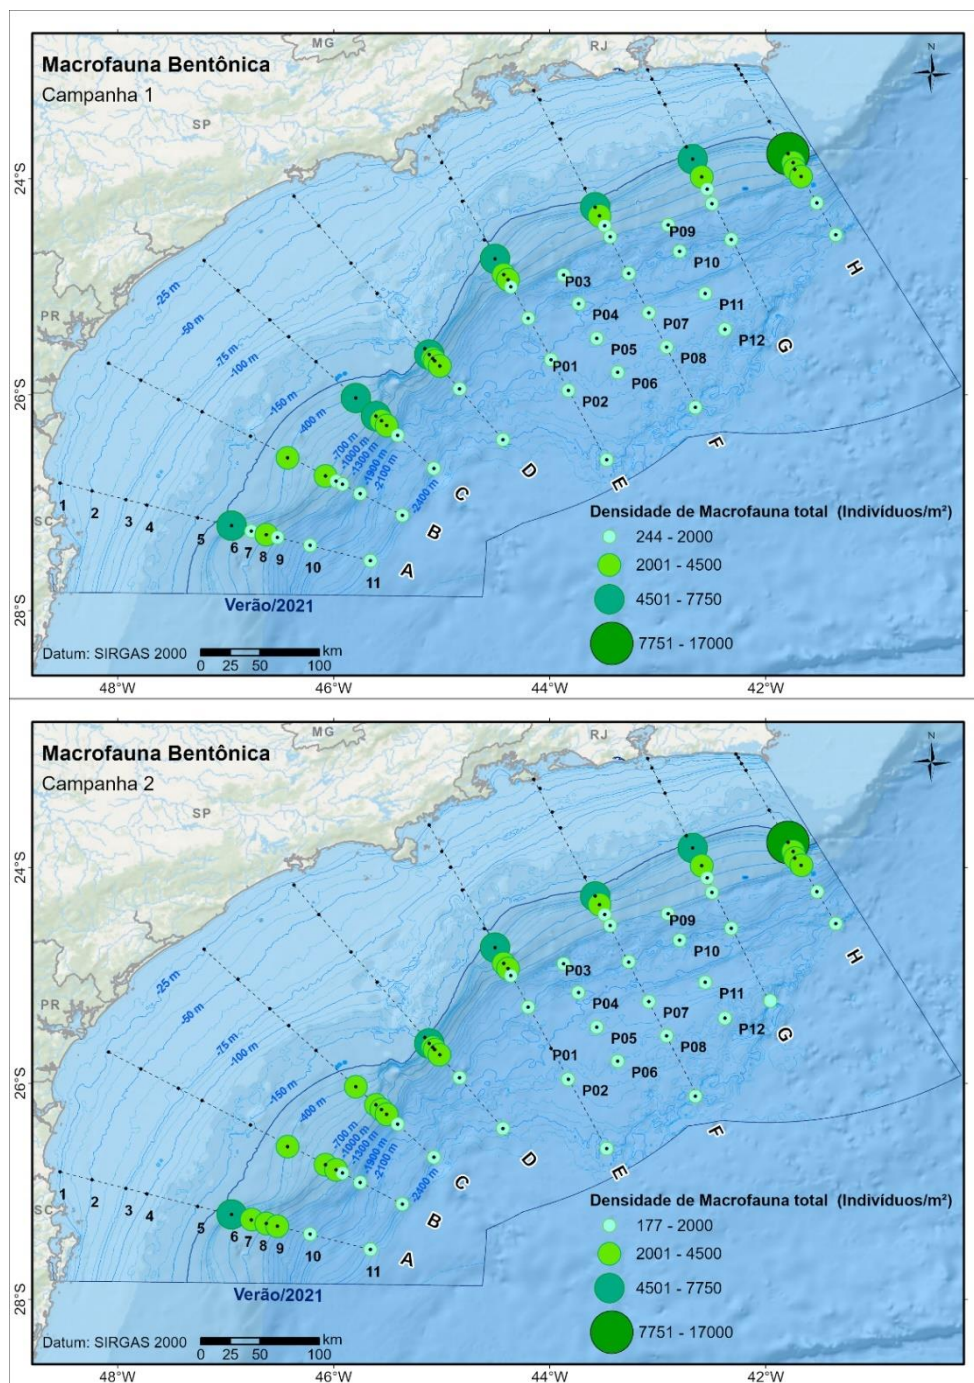 MG
RJ
N
Macrofauna Bentônica
Campanha 1
SP
24°S
P09
P10
H
P03
P04
P11
-25 m
PR
P05
P07
P12
G
-50 m
P01
P06
P08
-75 m
-100 m
P02
26°S
-150 m
F
-400 m
D
E
-700 m
-1000 m
-1300 m
-1900 m
-2100 m
C
-2400 m
B
1
2
3
4
SC
5
6
7
8
9
10
11
A
Densidade de Macrofauna total (Indivíduos/m²)
244 - 2000
2001 - 4500
4501 - 7750
7751 - 17000
28°S
Verão/2021
Datum: SIRGAS 2000
km
0 25 50 100
48°W 46°W 44°W 42°W
MG
RJ
N
Macrofauna Bentônica
Campanha 2
SP
24°S
P09
P10
H
P03
P04
P11
-25 m
PR
P05
P07
P12
G
-50 m
P01
P06
P08
-75 m
-100 m
P02
26°S
-150 m
F
-400 m
D
E
-700 m
-1000 m
-1300 m
-1900 m
-2100 m
C
-2400 m
B
1
2
3
4
SC
5
6
7
8
9
10
11
A
Densidade de Macrofauna total (Indivíduos/m²)
177 - 2000
2001 - 4500
4501 - 7750
7751 - 17000
28°S
Verão/2021
Datum: SIRGAS 2000
km
0 25 50 100
48°W 46°W 44°W 42°W